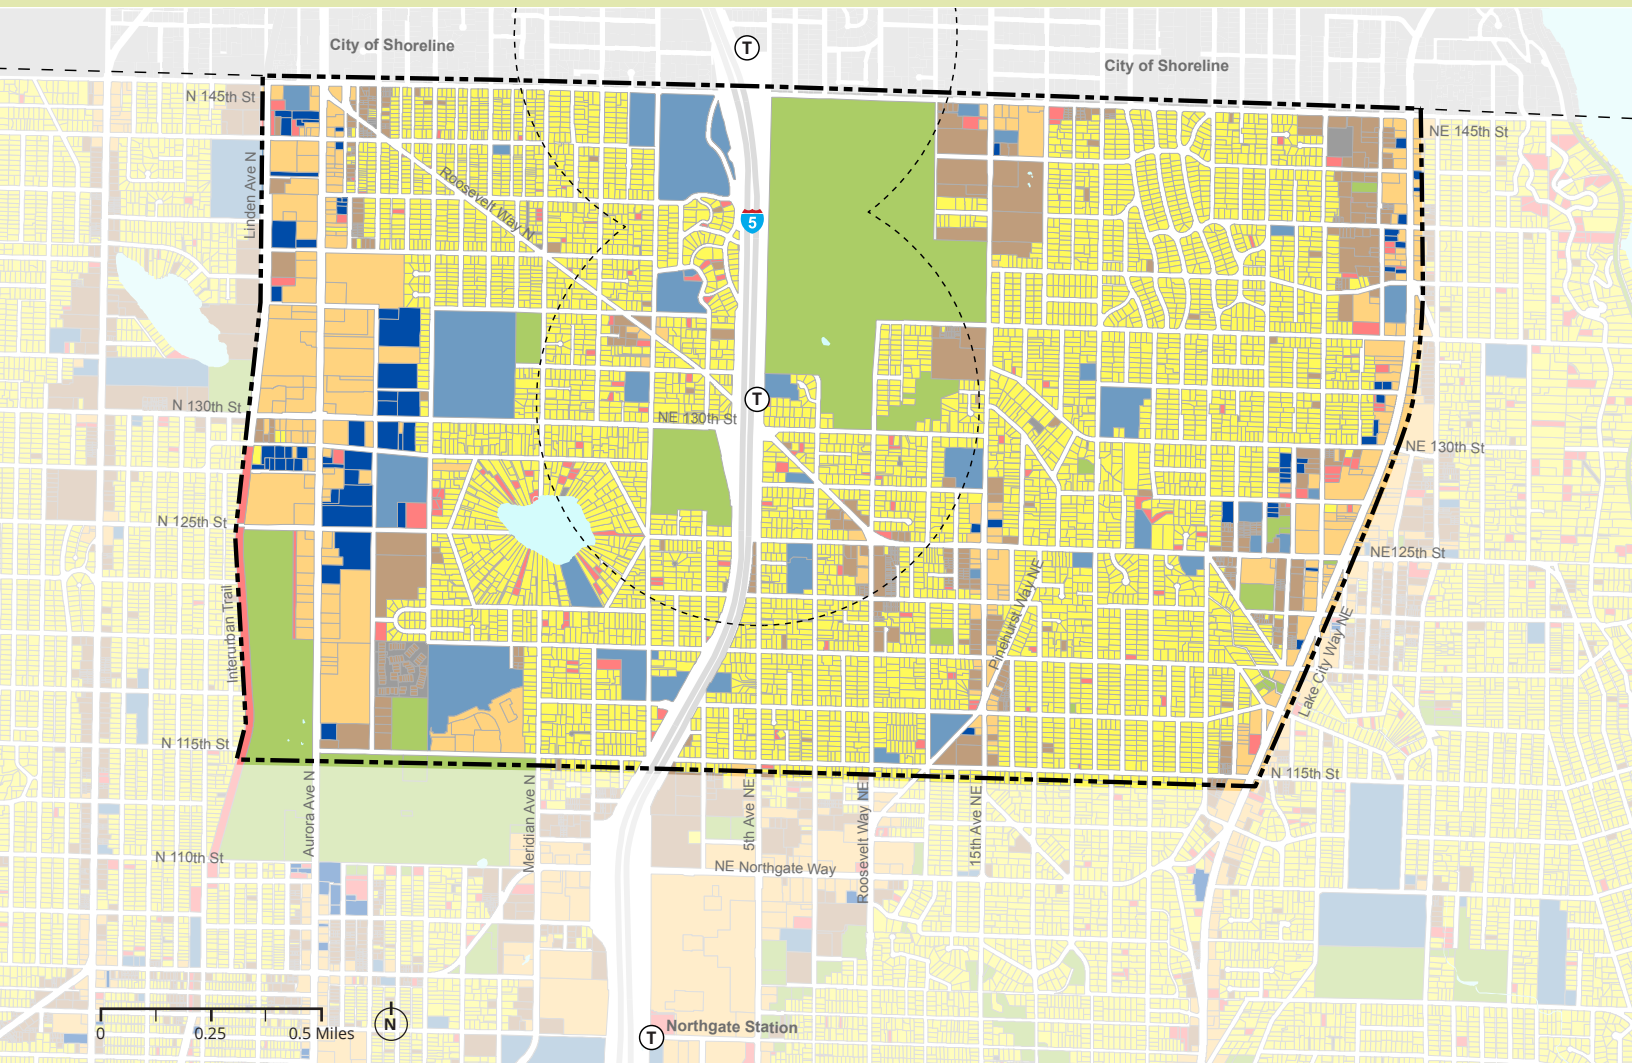 City of Shoreline
T
City of Shoreline
N 145th St
NE 145th St
Linden Ave N
Roosevelt Way N
5
N 130th St
T
NE 130th St
NE 130th St
N 125th St
NE125th St
Interurban Trail
Pinehurst Way NE
Lake City Way NE
N 115th St
N 115th St
Aurora Ave N
Meridian Ave N
5th Ave NE
Roosevelt Way NE
15th Ave NE
N 110th St
NE Northgate Way
0 0.25 0.5 Miles
N
T Northgate Station